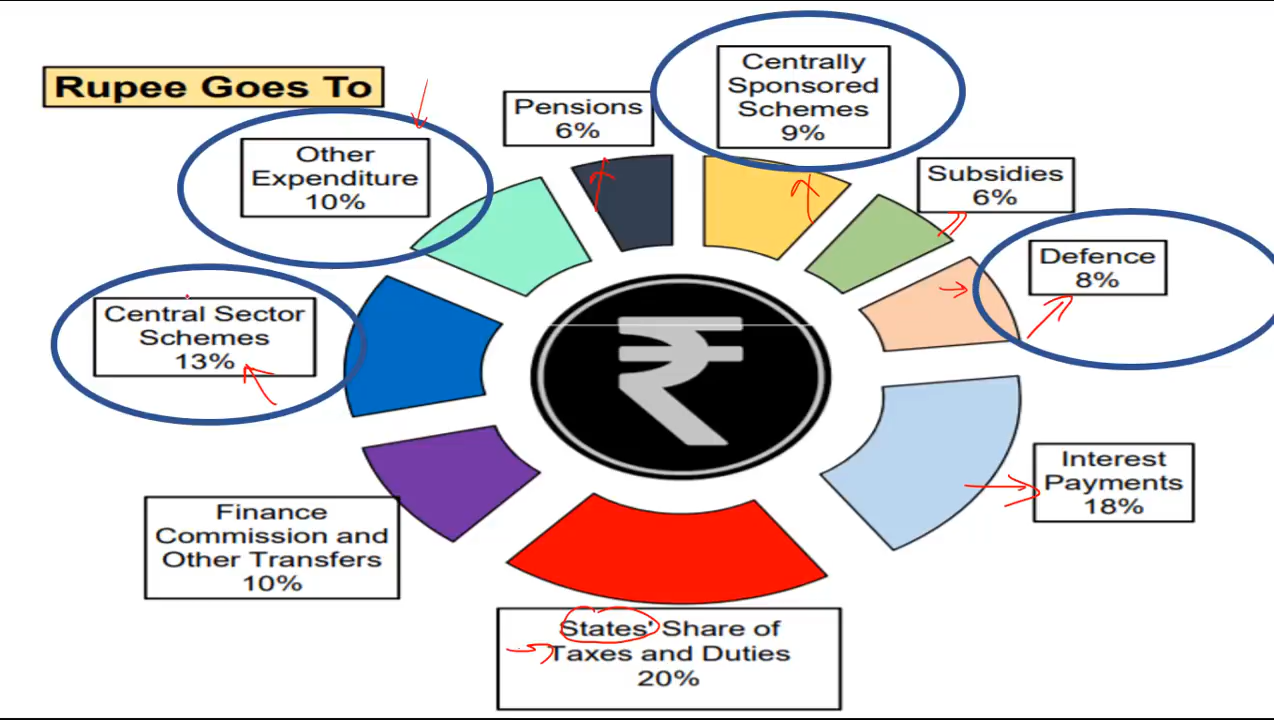 Rupee Goes To
Centrally
Sponsored
Schemes
9%
Pensions
6%
Other
Expenditure
10%
Subsidies
6%
Defence
8%
Central Sector
Schemes
13%
₹
Interest
Payments
18%
Finance
Commission and
Other Transfers
10%
States' Share of
Taxes and Duties
20%